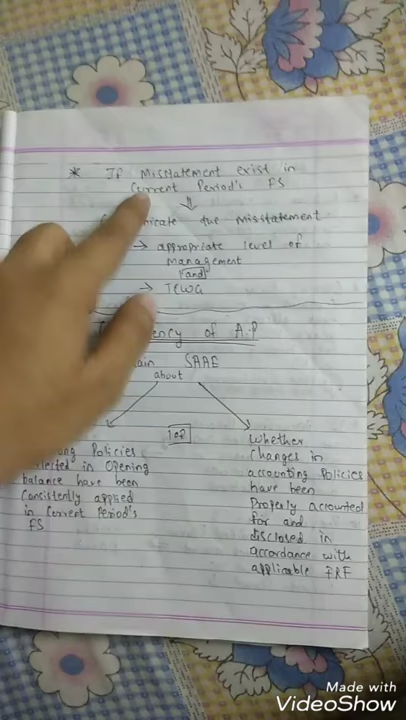 * If Misstatement exist in
Current Period's FS
⇓
the misstatement
→ appropriate level of
Management
(and)
→ TCWG
of A.P
SAAE
about
Policies
in Opening
balance have been
Consistently applied
in Current Period's
FS
Whether
Changes in
accounting Policies
have been
Properly accounted
for and
disclosed in
accordance with
applicable FRF
Made with
VideoShow